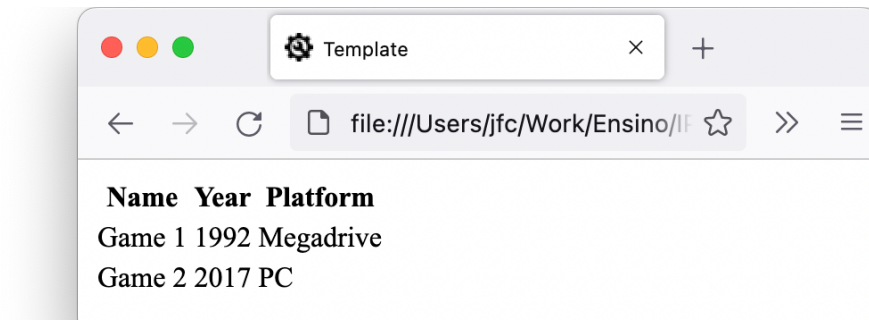 Template
file:///Users/jfc/Work/Ensino/
Name Year Platform
Game 1 1992 Megadrive
Game 2 2017 PC